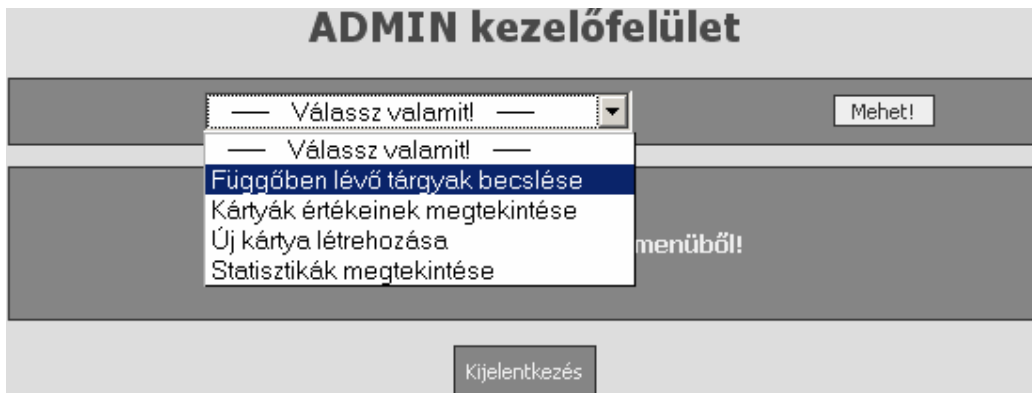 ADMIN kezelőfelület
── Válassz valamit! ──
Mehet!
── Válassz valamit! ──
Függőben lévő tárgyak becslése
Kártyák értékeinek megtekintése
Új kártya létrehozása
menüből!
Statisztikák megtekintése
Kijelentkezés